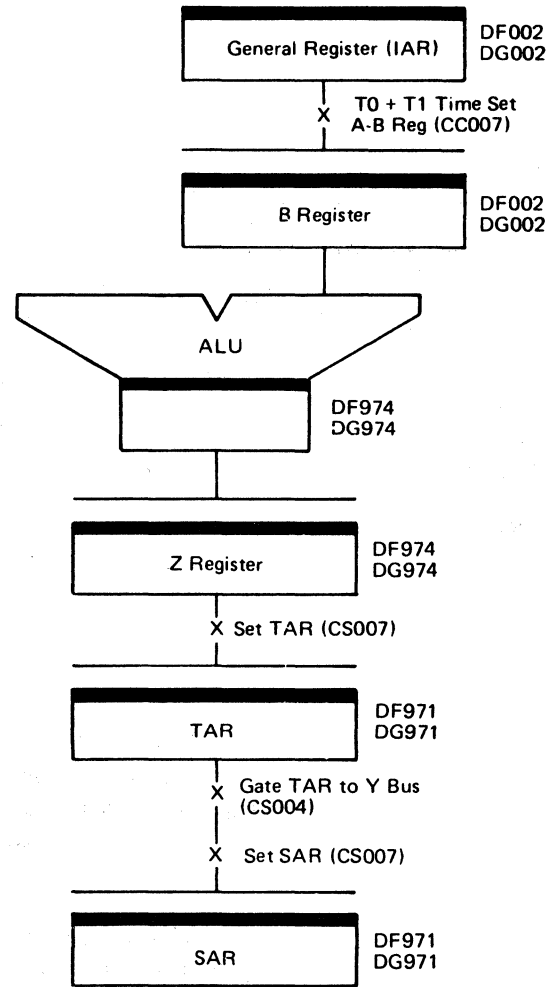 General Register (IAR)
DF002
DG002
X T0 + T1 Time Set
A-B Reg (CC007)
B Register
DF002
DG002
ALU
DF974
DG974
Z Register
DF974
DG974
X Set TAR (CS007)
TAR
DF971
DG971
X Gate TAR to Y Bus
(CS004)
X Set SAR (CS007)
SAR
DF971
DG971